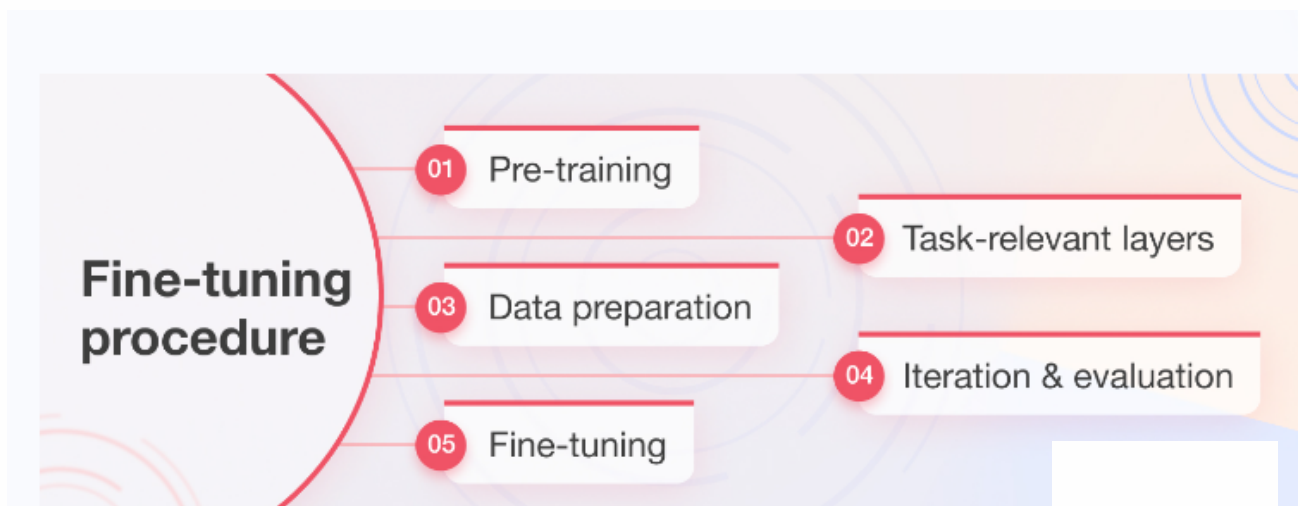 Fine-tuning
procedure
01 Pre-training
02 Task-relevant layers
03 Data preparation
04 Iteration & evaluation
05 Fine-tuning